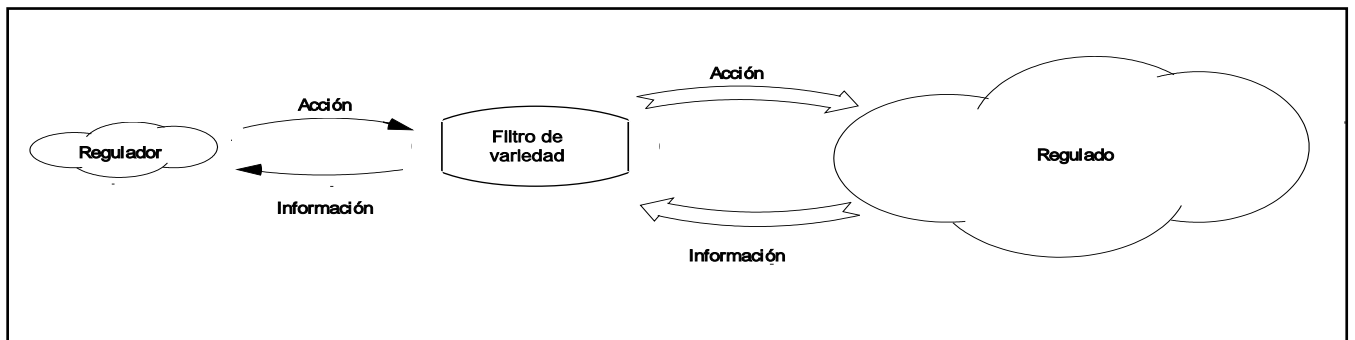 Acción
Acción
Filtro de
variedad
Regulador
Regulado
Información
Información